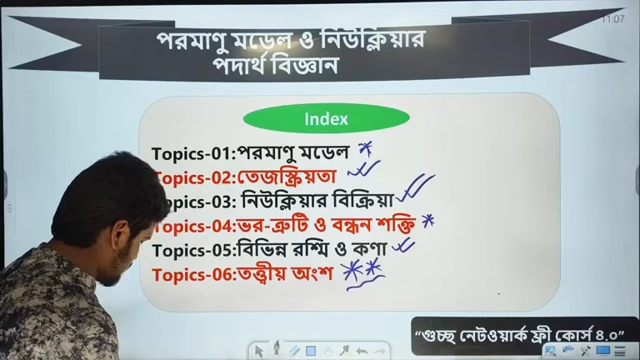 11:07
পরমাণু মডেল ও নিউক্লিয়ার
পদার্থ বিজ্ঞান
Index
Topics-01:পরমাণু মডেল
Topics-02:তেজস্ক্রিয়তা
Topics-03: নিউক্লিয়ার বিক্রিয়া
Topics-04:ভর-ত্রুটি ও বন্ধন শক্তি
Topics-05:বিভিন্ন রশ্মি ও কণা
Topics-06:তত্ত্বীয় অংশ
"গুচ্ছ নেটওয়ার্ক ফ্রী কোর্স ৪.০"